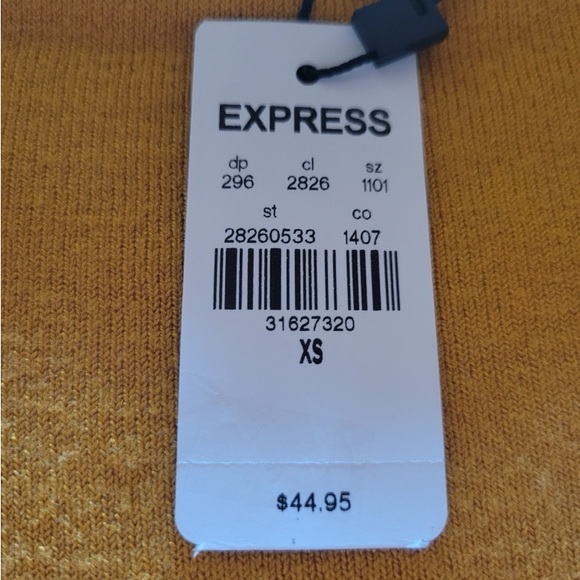 EXPRESS
dp cl sz
296 2826 1101
st co
28260533 1407
31627320
XS
$44.95